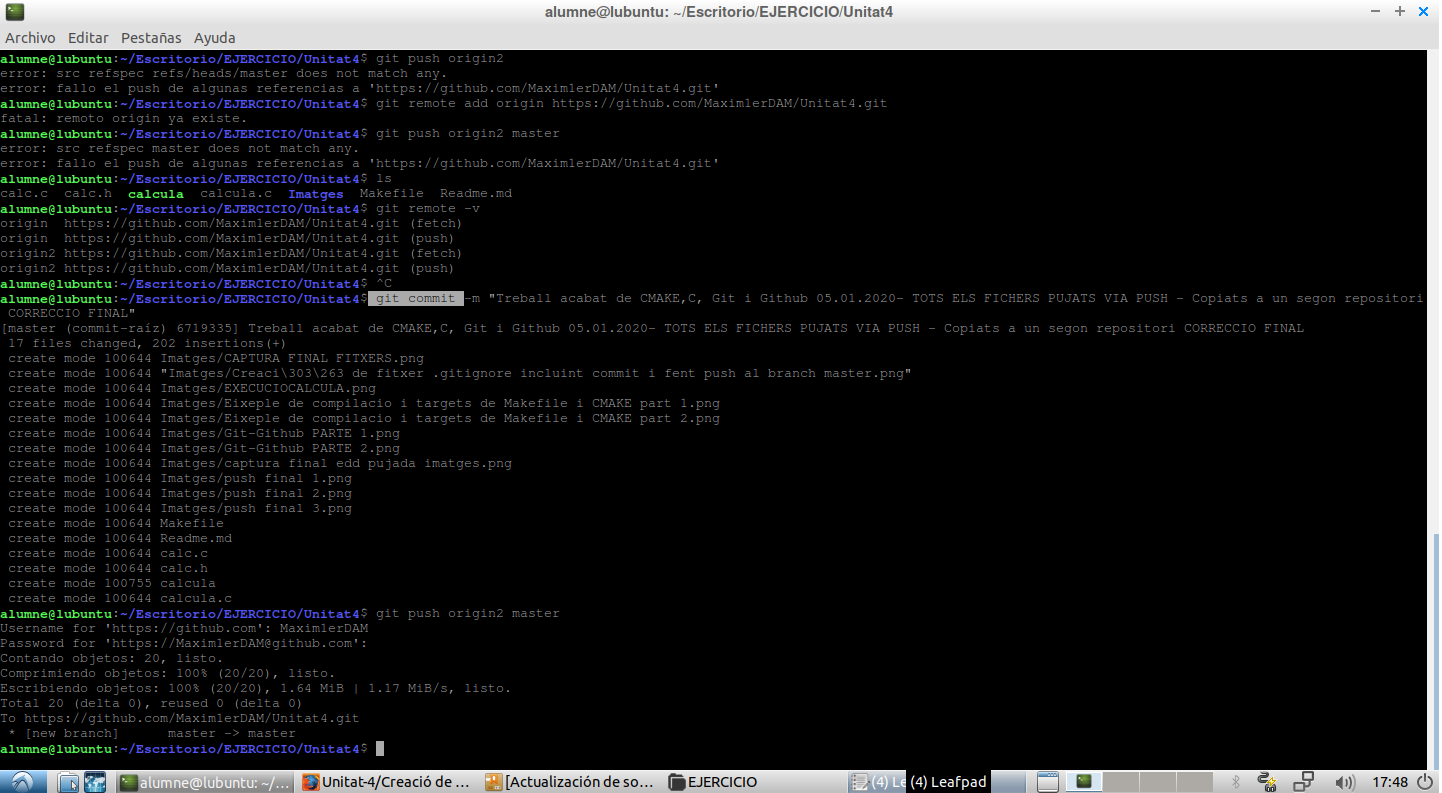 alumne@lubuntu: ~/Escritorio/EJERCICIO/Unitat4
Archivo Editar Pestañas Ayuda
alumne@lubuntu:~/Escritorio/EJERCICIO/Unitat4$ git push origin2
error: src refspec refs/heads/master does not match any.
error: fallo el push de algunas referencias a 'https://github.com/MaximlerDAM/Unitat4.git'
alumne@lubuntu:~/Escritorio/EJERCICIO/Unitat4$ git remote add origin https://github.com/MaximlerDAM/Unitat4.git
fatal: remoto origin ya existe.
alumne@lubuntu:~/Escritorio/EJERCICIO/Unitat4$ git push origin2 master
error: src refspec master does not match any.
error: fallo el push de algunas referencias a 'https://github.com/MaximlerDAM/Unitat4.git'
alumne@lubuntu:~/Escritorio/EJERCICIO/Unitat4$ ls
calc.c calc.h calcula calcula.c Imatges Makefile Readme.md
alumne@lubuntu:~/Escritorio/EJERCICIO/Unitat4$ git remote -v
origin https://github.com/MaximlerDAM/Unitat4.git (fetch)
origin https://github.com/MaximlerDAM/Unitat4.git (push)
origin2 https://github.com/MaximlerDAM/Unitat4.git (fetch)
origin2 https://github.com/MaximlerDAM/Unitat4.git (push)
alumne@lubuntu:~/Escritorio/EJERCICIO/Unitat4$ ^C
alumne@lubuntu:~/Escritorio/EJERCICIO/Unitat4$ git commit -m "Treball acabat de CMAKE,C, Git i Github 05.01.2020- TOTS ELS FICHERS PUJATS VIA PUSH - Copiats a un segon repositori
CORRECCIO FINAL"
[master (commit-raíz) 6719335] Treball acabat de CMAKE,C, Git i Github 05.01.2020- TOTS ELS FICHERS PUJATS VIA PUSH - Copiats a un segon repositori CORRECCIO FINAL
17 files changed, 202 insertions(+)
create mode 100644 Imatges/CAPTURA FINAL FITXERS.png
create mode 100644 "Imatges/Creaci\303\263 de fitxer .gitignore incluint commit i fent push al branch master.png"
create mode 100644 Imatges/EXECUCIOCALCULA.png
create mode 100644 Imatges/Eixeple de compilacio i targets de Makefile i CMAKE part 1.png
create mode 100644 Imatges/Eixeple de compilacio i targets de Makefile i CMAKE part 2.png
create mode 100644 Imatges/Git-Github PARTE 1.png
create mode 100644 Imatges/Git-Github PARTE 2.png
create mode 100644 Imatges/captura final edd pujada imatges.png
create mode 100644 Imatges/push final 1.png
create mode 100644 Imatges/push final 2.png
create mode 100644 Imatges/push final 3.png
create mode 100644 Makefile
create mode 100644 Readme.md
create mode 100644 calc.c
create mode 100644 calc.h
create mode 100755 calcula
create mode 100644 calcula.c
alumne@lubuntu:~/Escritorio/EJERCICIO/Unitat4$ git push origin2 master
Username for 'https://github.com': MaximlerDAM
Password for 'https://MaximlerDAM@github.com':
Contando objetos: 20, listo.
Comprimiendo objetos: 100% (20/20), listo.
Escribiendo objetos: 100% (20/20), 1.64 MiB | 1.17 MiB/s, listo.
Total 20 (delta 0), reused 0 (delta 0)
To https://github.com/MaximlerDAM/Unitat4.git
* [new branch] master -> master
alumne@lubuntu:~/Escritorio/EJERCICIO/Unitat4$
alumne@lubuntu: ~/... Unitat-4/Creació de ... [Actualización de so... EJERCICIO (4) Le (4) Leafpad 17:48